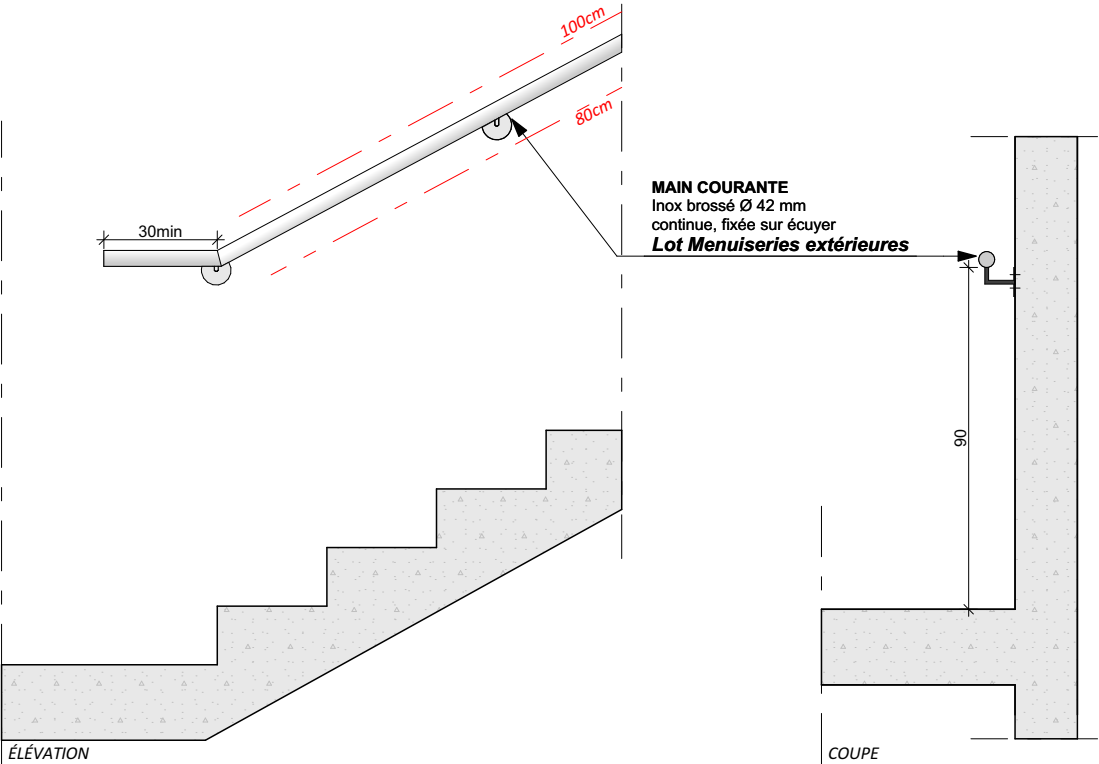 100cm
80cm
30min
MAIN COURANTE
Inox brossé Ø 42 mm
continue, fixée sur écuyer
Lot Menuiseries extérieures
90
ÉLÉVATION
COUPE